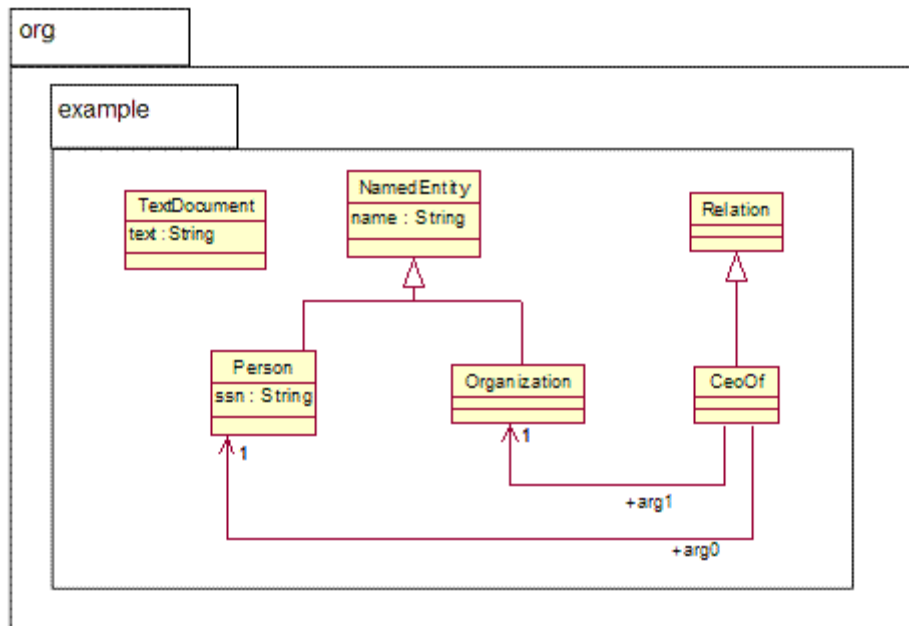 org
example
TextDocument
text : String
NamedEntity
name : String
Relation
Person
ssn : String
Organization
CeoOf
1
1
+arg1
+arg0